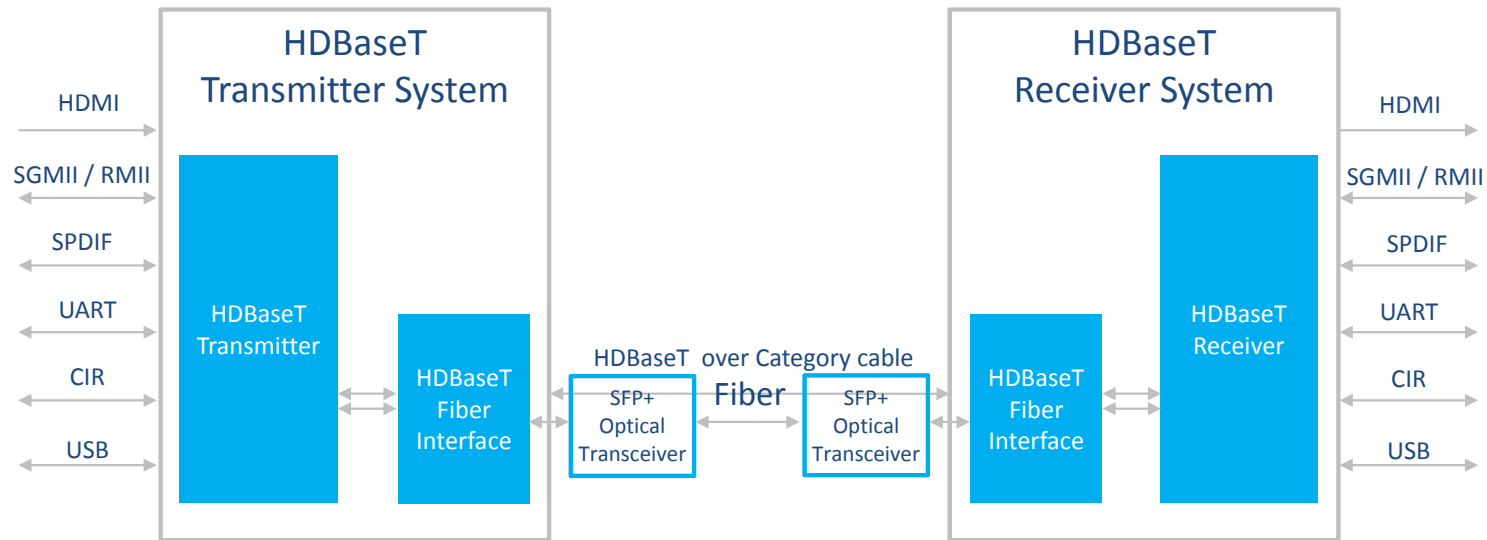 HDBaseT
Transmitter System
HDMI
SGMII / RMII
SPDIF
UART
CIR
USB
HDBaseT
Transmitter
HDBaseT
Fiber
Interface
HDBaseT over Category cable
Fiber
SFP+
Optical
Transceiver
SFP+
Optical
Transceiver
HDBaseT
Receiver System
HDBaseT
Fiber
Interface
HDBaseT
Receiver
HDMI
SGMII / RMII
SPDIF
UART
CIR
USB